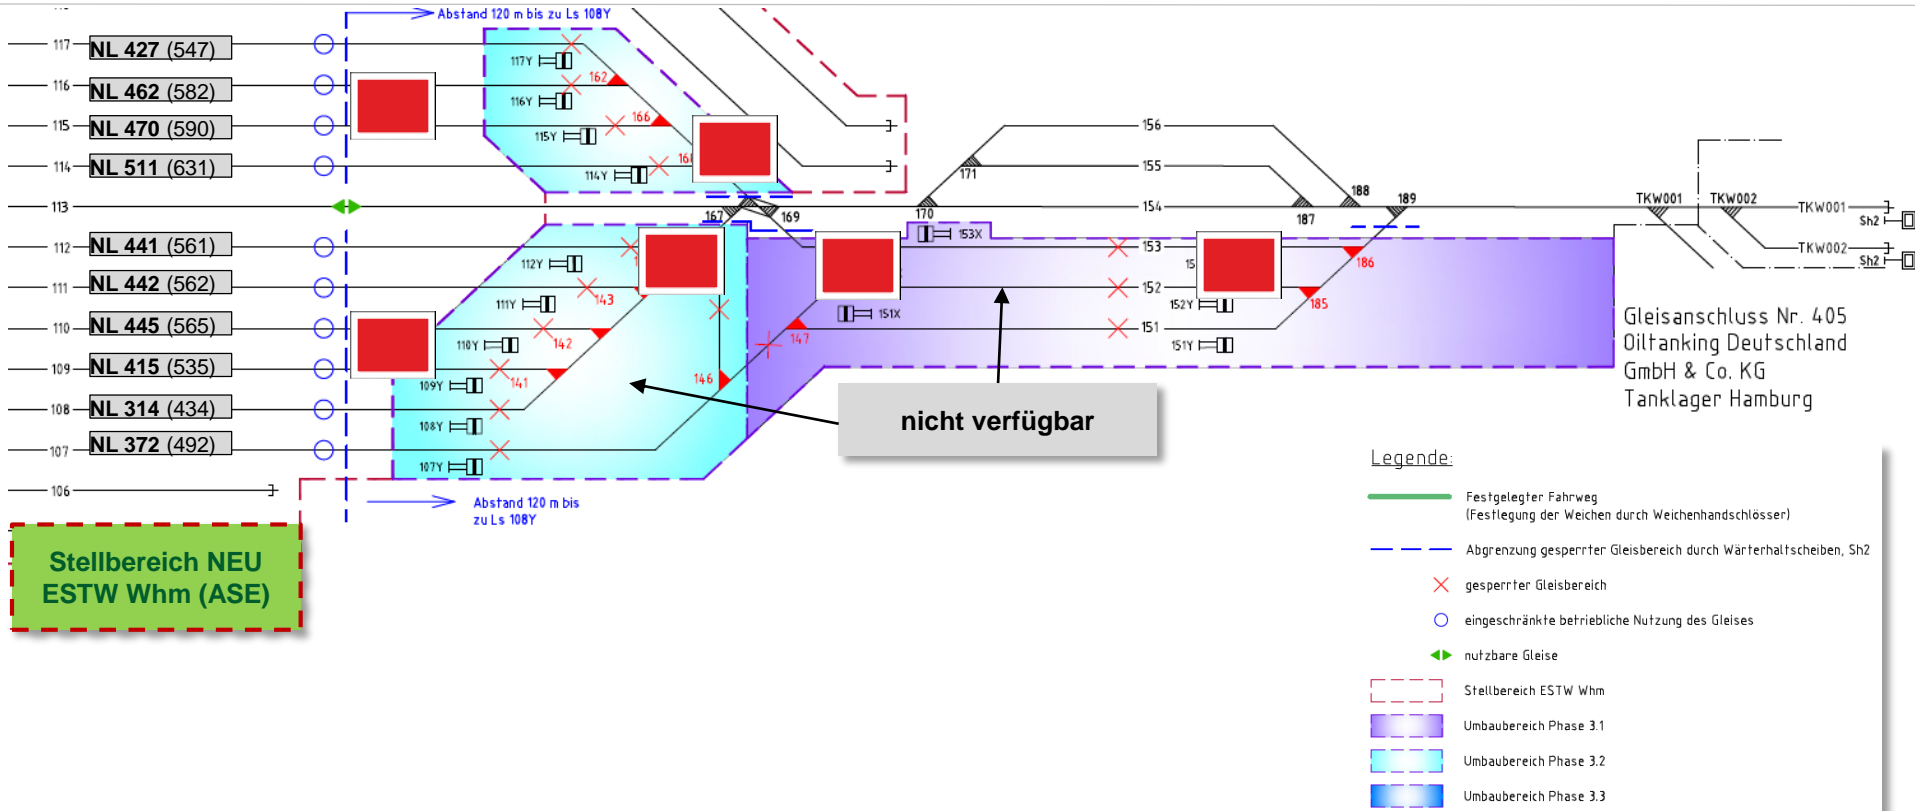 Abstand 120 m bis zu Ls 108Y
117 NL 427 (547)
117Y
162
116 NL 462 (582)
116Y
115 NL 470 (590)
115Y
166
156
114 NL 511 (631)
114Y
155
171
188
189
TKW001
TKW002
113
154
TKW001
Sh2
167
169
170
187
112 NL 441 (561)
112Y
153X
153
186
TKW002
Sh2
111 NL 442 (562)
111Y
143
152
152Y
185
151X
110 NL 445 (565)
110Y
142
147
151
151Y
109 NL 415 (535)
109Y
141
146
108 NL 314 (434)
108Y
107 NL 372 (492)
107Y
106
nicht verfügbar
Gleisanschluss Nr. 405
Oiltanking Deutschland
GmbH & Co. KG
Tanklager Hamburg
Abstand 120 m bis
zu Ls 108Y
Stellbereich NEU
ESTW Whm (ASE)
Legende:
Festgelegter Fahrweg
(Festlegung der Weichen durch Weichenhandschlösser)
Abgrenzung gesperrter Gleisbereich durch Wärterhaltscheiben, Sh2
gesperrter Gleisbereich
eingeschränkte betriebliche Nutzung des Gleises
nutzbare Gleise
Stellbereich ESTW Whm
Umbaubereich Phase 3.1
Umbaubereich Phase 3.2
Umbaubereich Phase 3.3